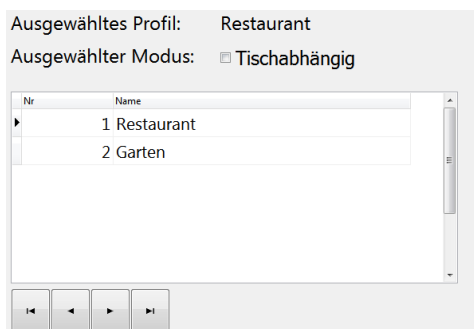 Ausgewähltes Profil: Restaurant
Ausgewählter Modus: Tischabhängig
Nr Name
1 Restaurant
2 Garten